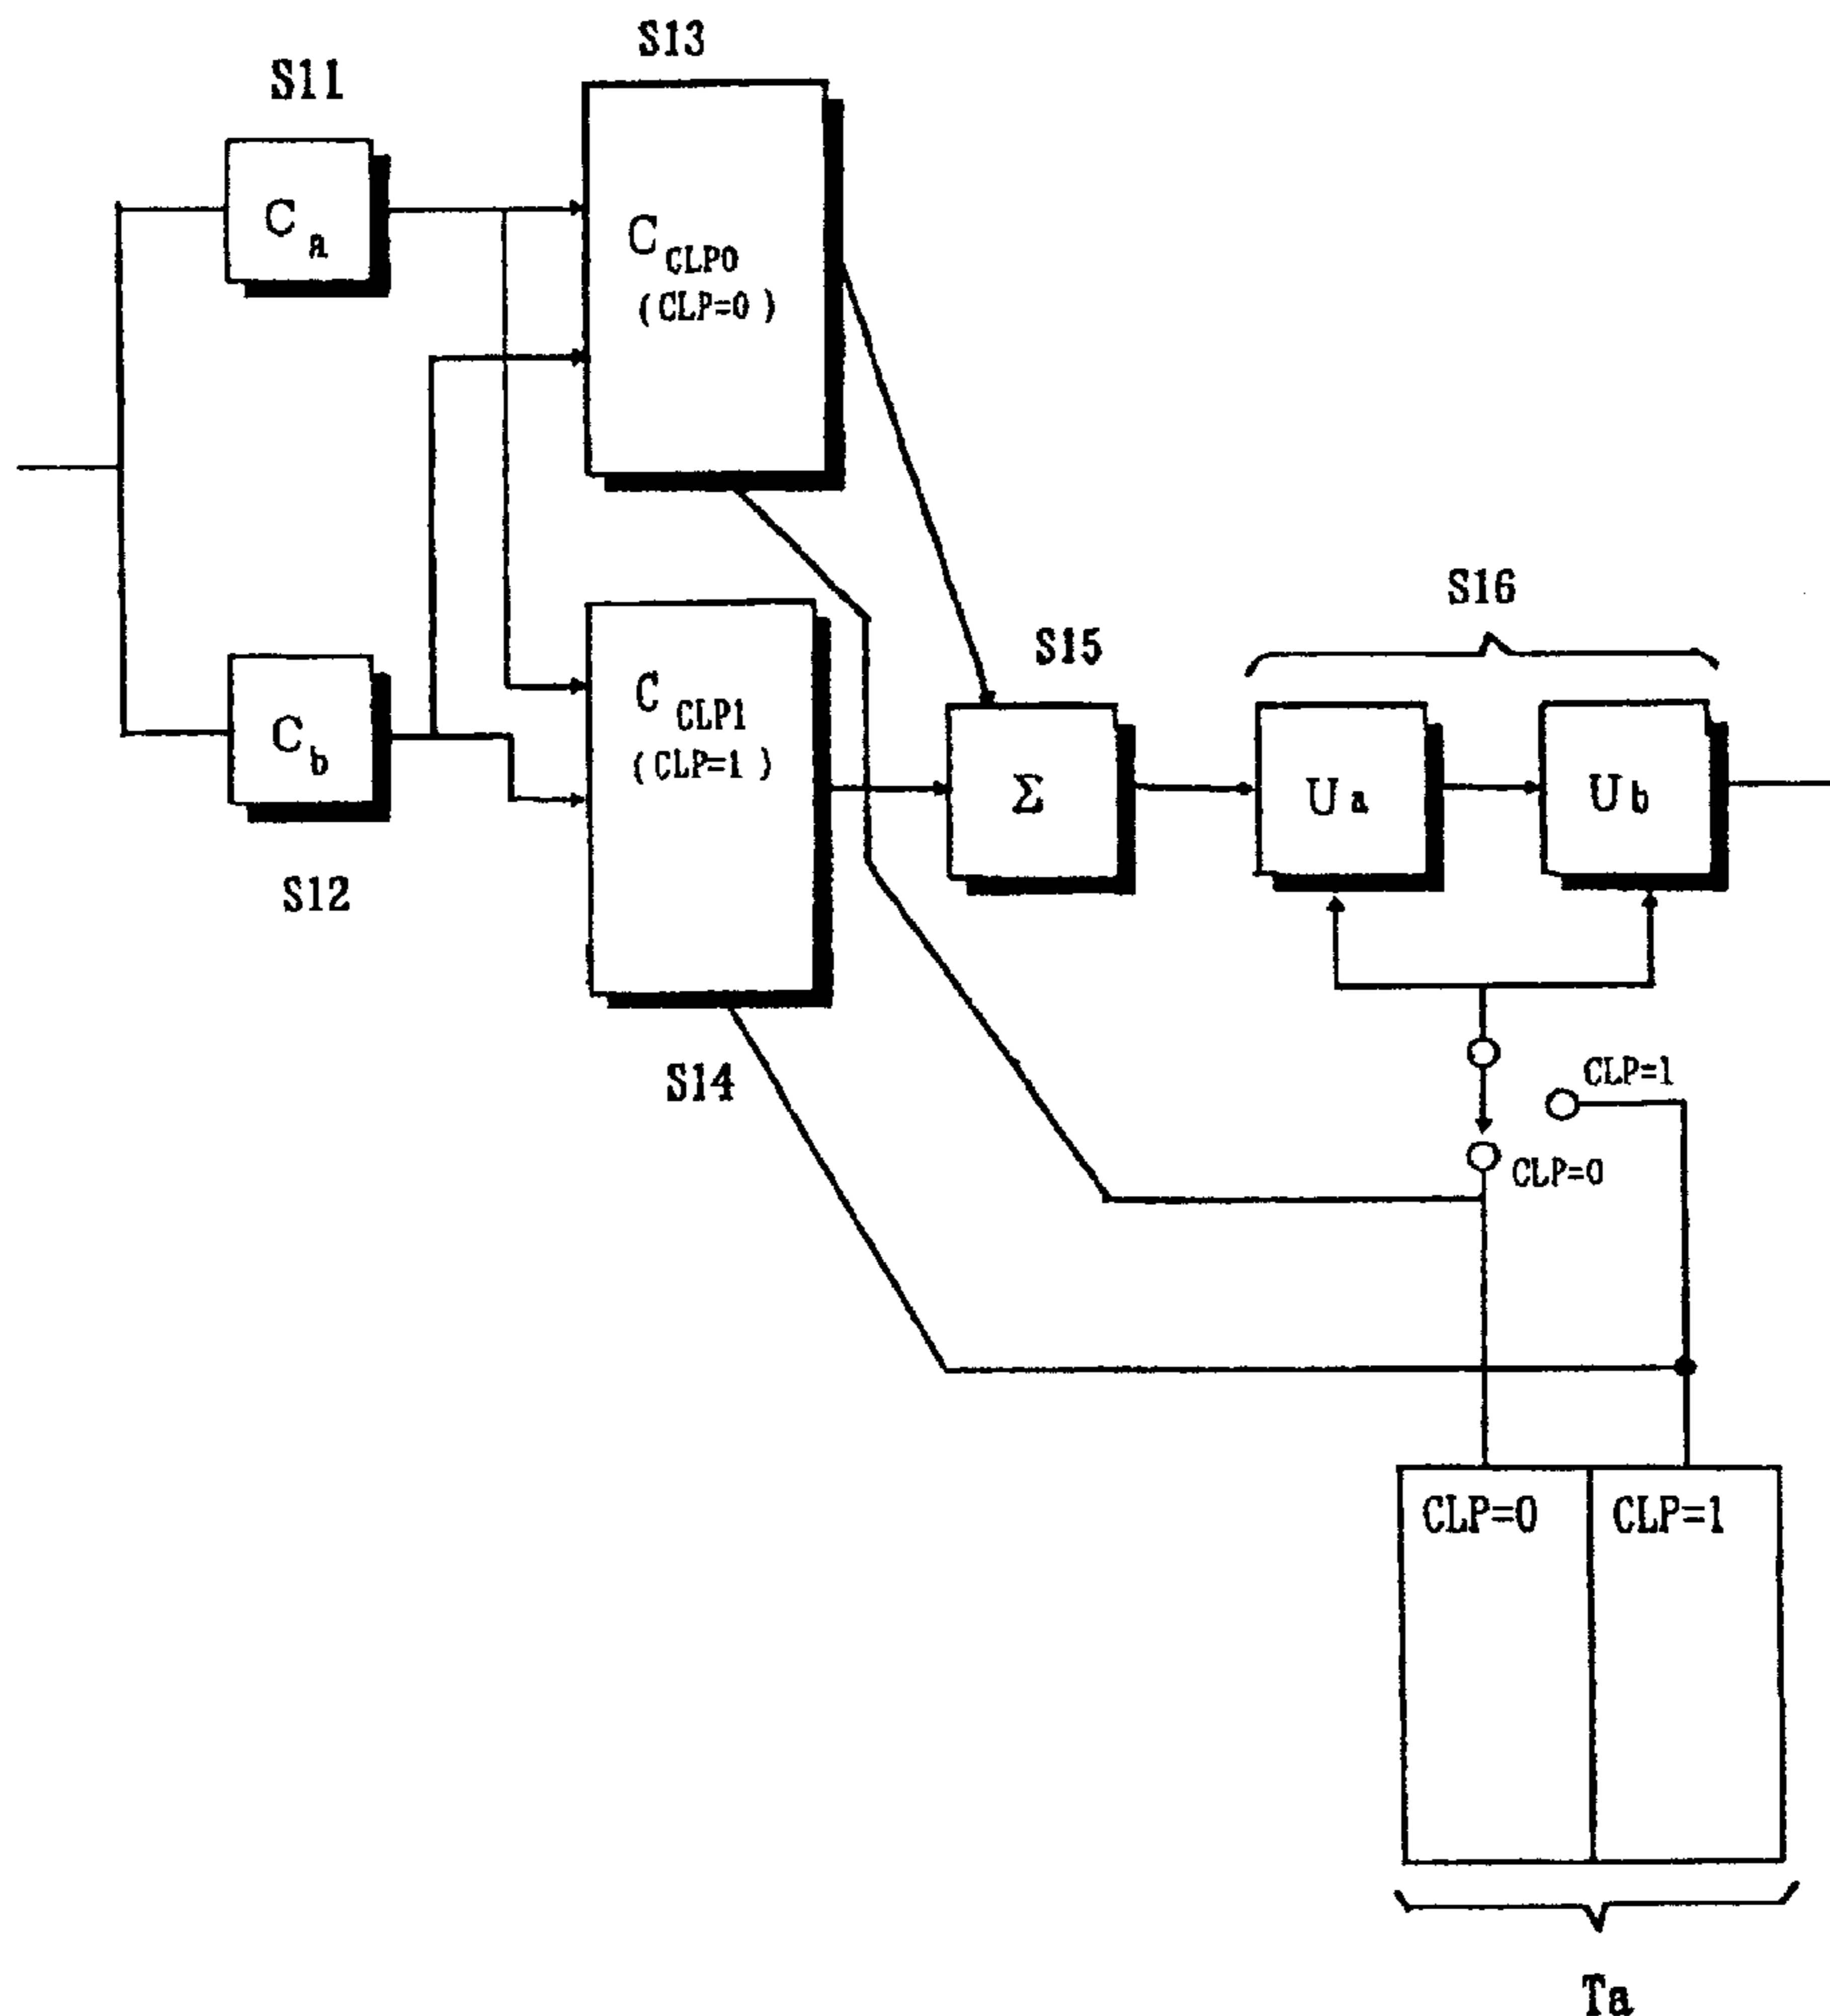 S13
S11
C a
C CLP0
( CLP=0 )
S16
S15
C CLP1
( CLP=1 )
C b
Σ
U a
U b
S12
S14
CLP=1
CLP=0
CLP=0
CLP=1
Ta